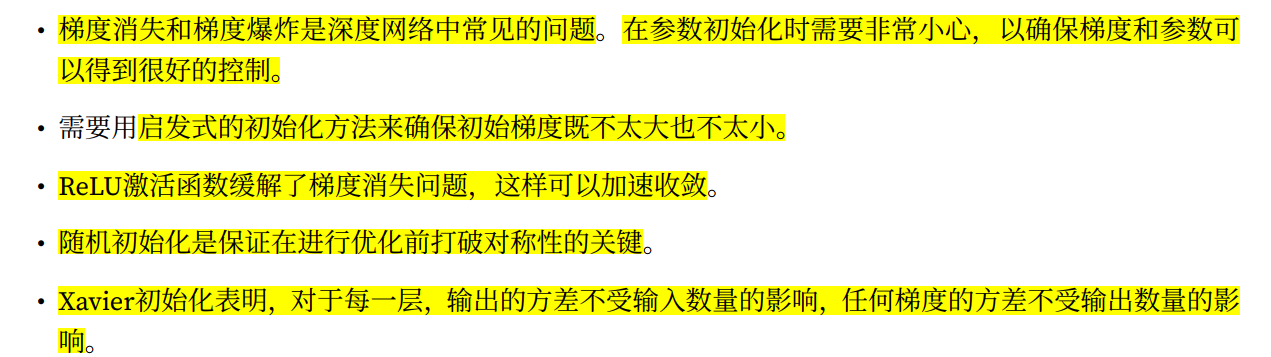 • 梯度消失和梯度爆炸是深度网络中常见的问题。在参数初始化时需要非常小心，以确保梯度和参数可
以得到很好的控制。
• 需要用启发式的初始化方法来确保初始梯度既不太大也不太小。
• ReLU激活函数缓解了梯度消失问题，这样可以加速收敛。
• 随机初始化是保证在进行优化前打破对称性的关键。
• Xavier初始化表明，对于每一层，输出的方差不受输入数量的影响，任何梯度的方差不受输出数量的影
响。